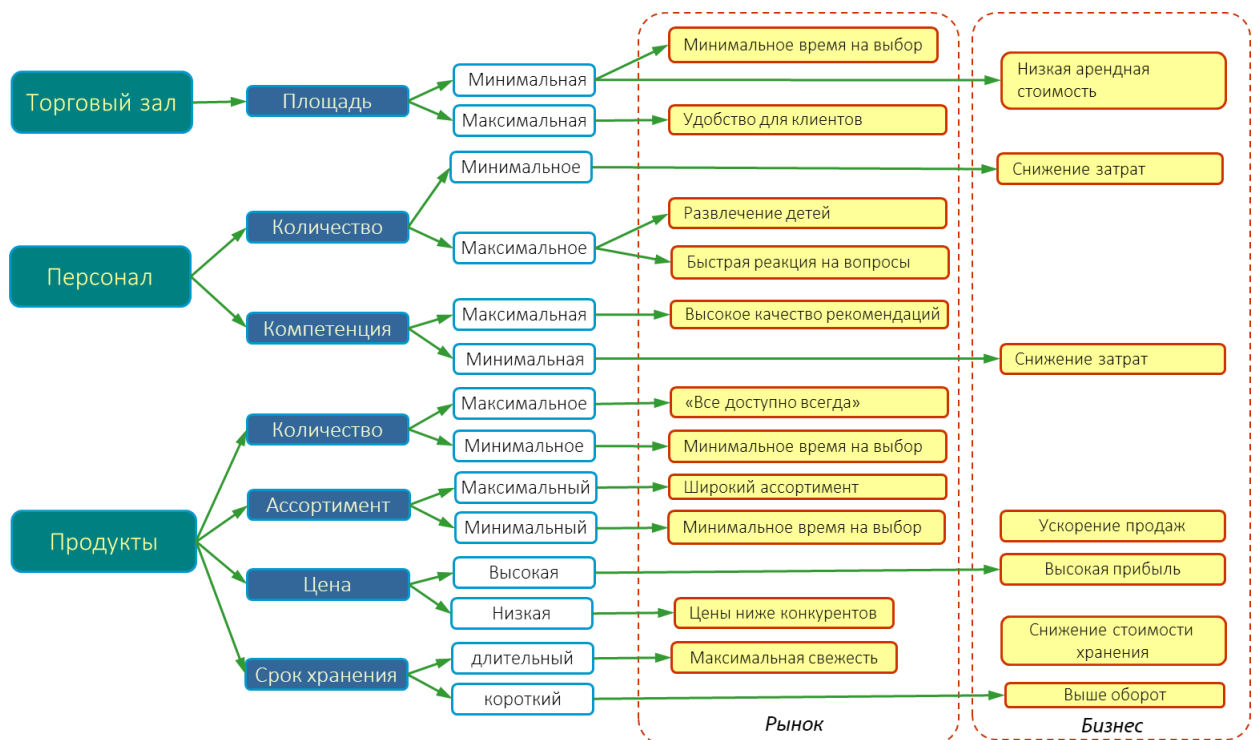 Минимальное время на выбор
Низкая арендная
стоимость
Минимальная
Торговый зал
Площадь
Максимальная
Удобство для клиентов
Минимальное
Снижение затрат
Количество
Развлечение детей
Максимальное
Быстрая реакция на вопросы
Персонал
Компетенция
Максимальная
Высокое качество рекомендаций
Минимальная
Снижение затрат
Количество
Максимальное
«Все доступно всегда»
Минимальное
Минимальное время на выбор
Ассортимент
Максимальный
Широкий ассортимент
Минимальный
Минимальное время на выбор
Ускорение продаж
Продукты
Цена
Высокая
Высокая прибыль
Низкая
Цены ниже конкурентов
Снижение стоимости
хранения
Срок хранения
длительный
Максимальная свежесть
короткий
Выше оборот
Рынок
Бизнес